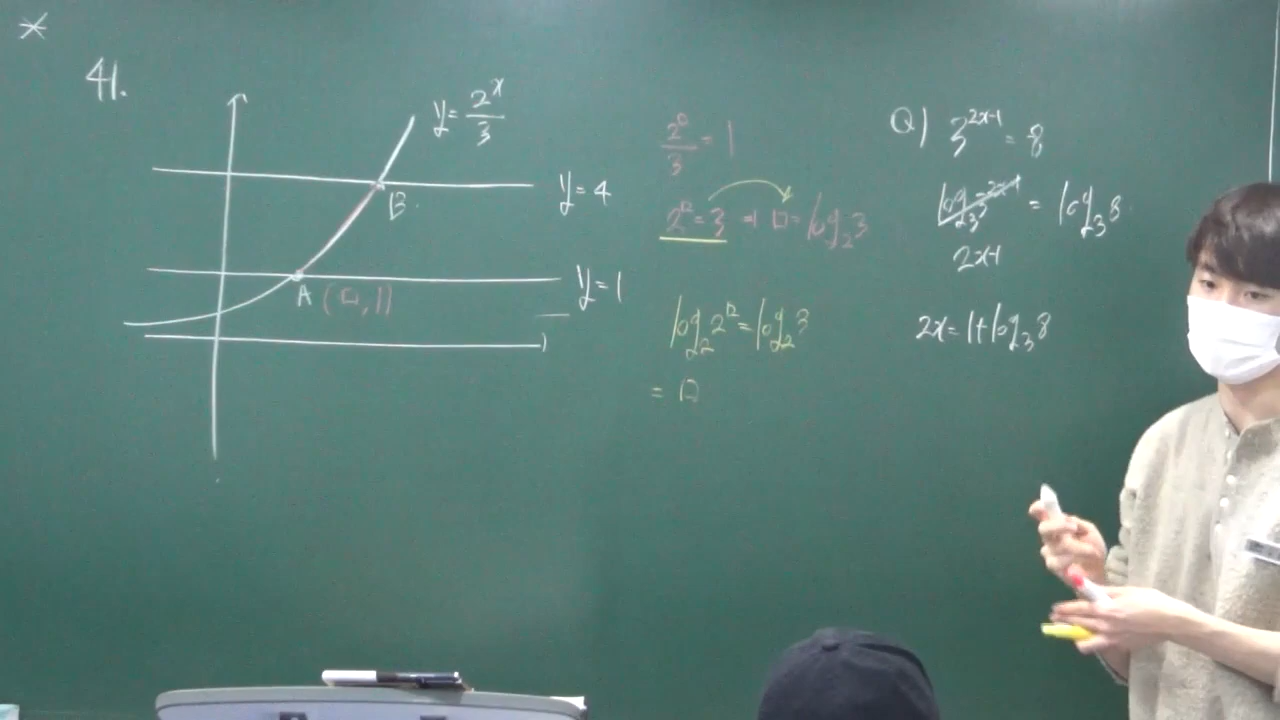 *
41.
y=2^x/3
y=4
B
y=1
A (□,1)
2^□/3=1
2^□=3 ⇒ □=log_2 3
log_2 2^□=log_2 3
= □
Q) 3^{2x-1}=8
log_3 3^{2x-1} = log_3 8
2x-1
2x=1+log_3 8